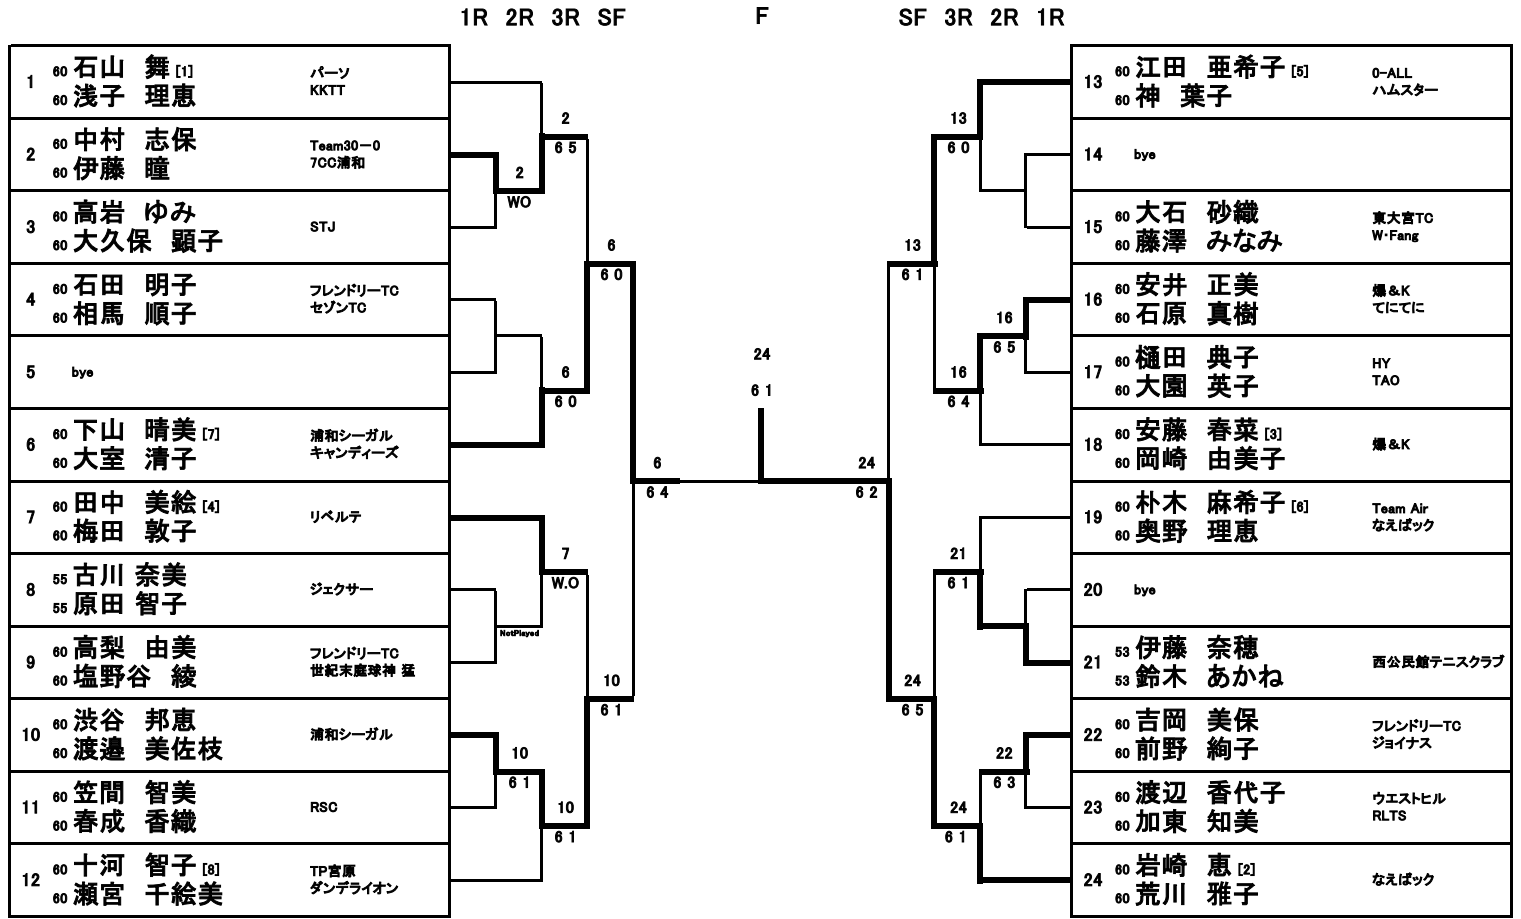 1R 2R 3R SF F SF 3R 2R 1R
1 60 石山 舞 [1] パーソ
60 浅子 理恵 KKTT
2 60 中村 志保 Team30－0
60 伊藤 瞳 7CC浦和
3 60 高岩 ゆみ STJ
60 大久保 顕子
4 60 石田 明子 フレンドリーTC
60 相馬 順子 セゾンTC
5 bye
6 60 下山 晴美 [7] 浦和シーガル
60 大室 清子 キャンディーズ
7 60 田中 美絵 [4] リベルテ
60 梅田 敦子
8 55 古川 奈美 ジェクサー
55 原田 智子
9 60 高梨 由美 フレンドリーTC
60 塩野谷 綾 世紀末庭球神 猛
10 60 渋谷 邦恵 浦和シーガル
60 渡邉 美佐枝
11 60 笠間 智美 RSC
60 春成 香織
12 60 十河 智子 [8] TP宮原
60 瀬宮 千絵美 ダンデライオン
2
WO
NotPlayed
10
6 1
2
6 5
6
6 0
7
W.O
10
6 1
6
6 0
10
6 1
6
6 4
24
6 1
24
6 2
13
6 1
24
6 5
13
6 0
16
6 4
21
6 1
24
6 1
16
6 5
22
6 3
13 60 江田 亜希子 [5] O-ALL
60 神 葉子 ハムスター
14 bye
15 60 大石 砂織 東大宮TC
60 藤澤 みなみ W･Fang
16 60 安井 正美 爆＆K
60 石原 真樹 てにてに
17 60 樋田 典子 HY
60 大園 英子 TAO
18 60 安藤 春菜 [3] 爆＆K
60 岡崎 由美子
19 60 朴木 麻希子 [6] Team Air
60 奥野 理恵 なえぱック
20 bye
21 53 伊藤 奈穂 西公民館テニスクラブ
53 鈴木 あかね
22 60 吉岡 美保 フレンドリーTC
60 前野 絢子 ジョイナス
23 60 渡辺 香代子 ウエストヒル
60 加東 知美 RLTS
24 60 岩崎 恵 [2] なえぱック
60 荒川 雅子